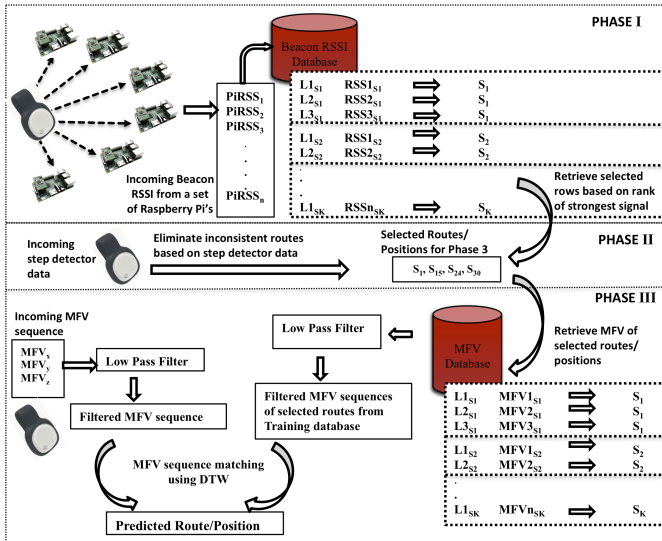 PHASE I
Beacon RSSI
Database
PiRSS1
PiRSS2
PiRSS3
.
.
.
.
PiRSSn
Incoming Beacon
RSSI from a set
of Raspberry Pi's
L1S1 RSS1S1 S1
L2S1 RSS2S1 S1
L3S1 RSS3S1 S1
L1S2 RSS1S2 S2
L2S2 RSS2S2 S2
.
.
L1SK RSSnSK SK
Retrieve selected
rows based on rank
of strongest signal
PHASE II
Incoming
step detector
data
Eliminate inconsistent routes
based on step detector data
Selected Routes/
Positions for Phase 3
S1, S15, S24, S30
PHASE III
Incoming MFV
sequence
MFVx
MFVy
MFVz
Low Pass Filter
Filtered MFV sequence
Low Pass Filter
Filtered MFV sequences
of selected routes from
Training database
MFV
Database
Retrieve MFV of
selected routes/
positions
L1S1 MFV1S1 S1
L2S1 MFV2S1 S1
L3S1 MFV3S1 S1
L1S2 MFV1S2 S2
L2S2 MFV2S2 S2
.
.
L1SK MFVnSK SK
MFV sequence matching
using DTW
Predicted Route/Position